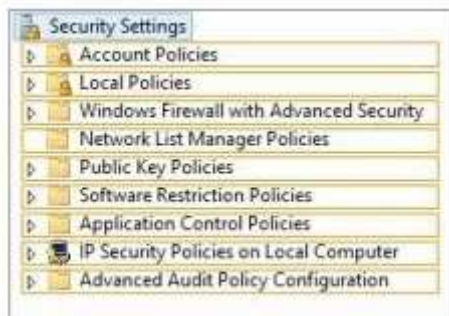 Security Settings
Account Policies
Local Policies
Windows Firewall with Advanced Security
Network List Manager Policies
Public Key Policies
Software Restriction Policies
Application Control Policies
IP Security Policies on Local Computer
Advanced Audit Policy Configuration